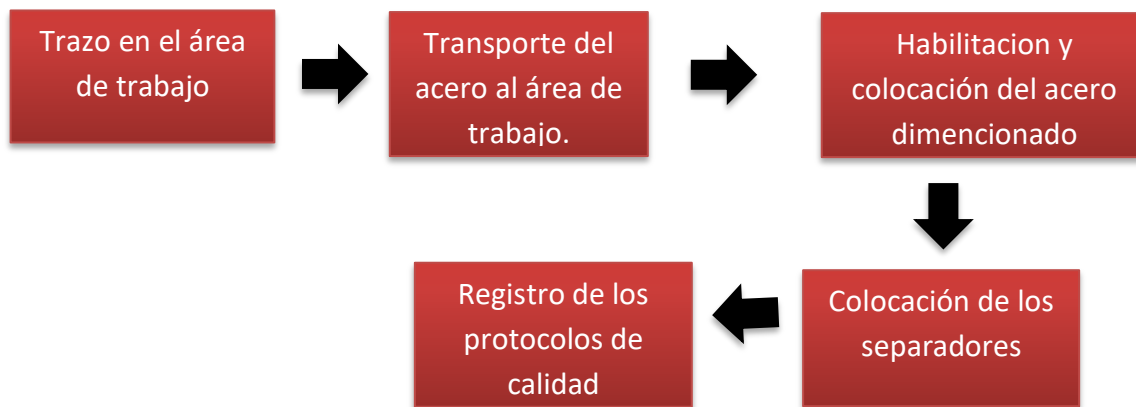 Trazo en el área
de trabajo
Transporte del
acero al área de
trabajo.
Habilitacion y
colocación del acero
dimencionado
Colocación de los
separadores
Registro de los
protocolos de
calidad